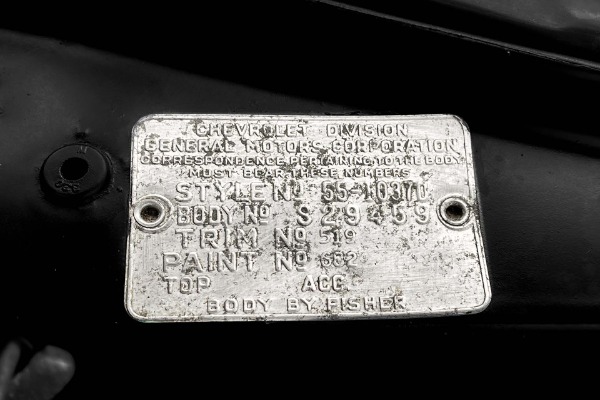 CHEVROLET DIVISION
GENERAL MOTORS CORPORATION
CORRESPONDENCE PERTAINING TO THE BODY
MUST BEAR THESE NUMBERS
STYLE Nº 55-1037D
BODY Nº S 29459
TRIM Nº 519
PAINT Nº 682
TOP ACC
BODY BY FISHER